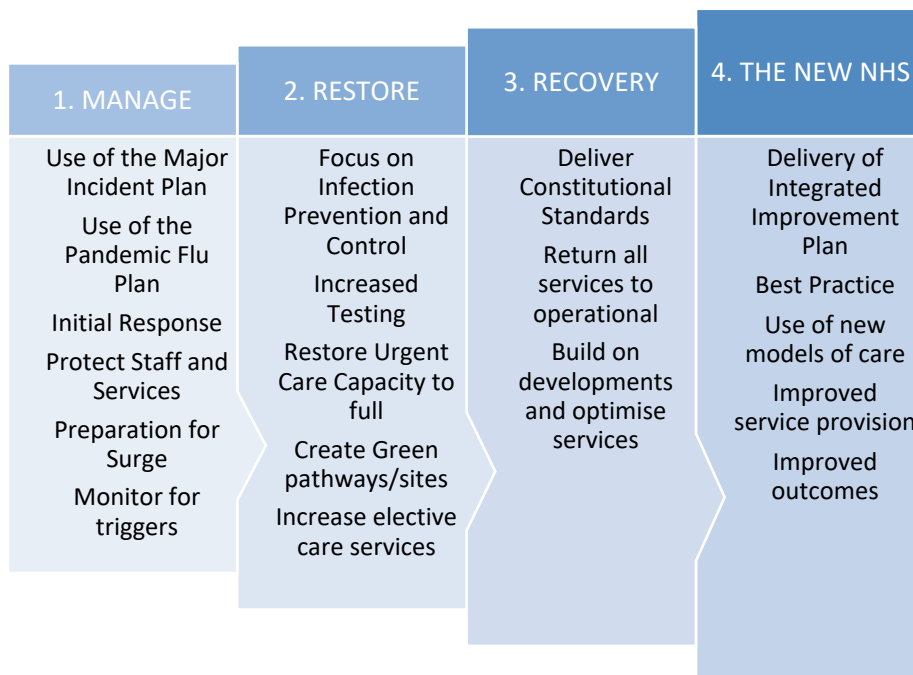 1. MANAGE
Use of the Major
Incident Plan
Use of the
Pandemic Flu
Plan
Initial Response
Protect Staff and
Services
Preparation for
Surge
Monitor for
triggers
2. RESTORE
Focus on
Infection
Prevention and
Control
Increased
Testing
Restore Urgent
Care Capacity to
full
Create Green
pathways/sites
Increase elective
care services
3. RECOVERY
Deliver
Constitutional
Standards
Return all
services to
operational
Build on
developments
and optimise
services
4. THE NEW NHS
Delivery of
Integrated
Improvement
Plan
Best Practice
Use of new
models of care
Improved
service provision
Improved
outcomes